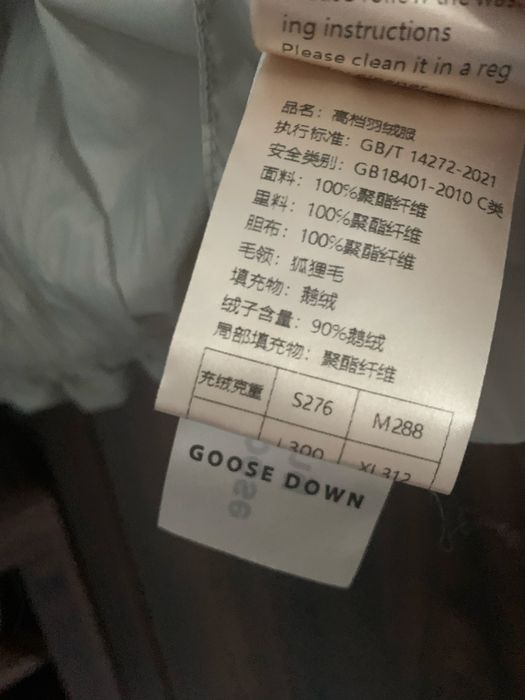 ing instructions
Please clean it in a reg
品名：高档羽绒服
执行标准：GB/T 14272-2021
安全类别：GB18401-2010 C类
面料：100%聚酯纤维
里料：100%聚酯纤维
胆布：100%聚酯纤维
毛领：狐狸毛
填充物：鹅绒
绒子含量：90%鹅绒
局部填充物：聚酯纤维
充绒克重 S276 M288
L300 XL312
GOOSE DOWN